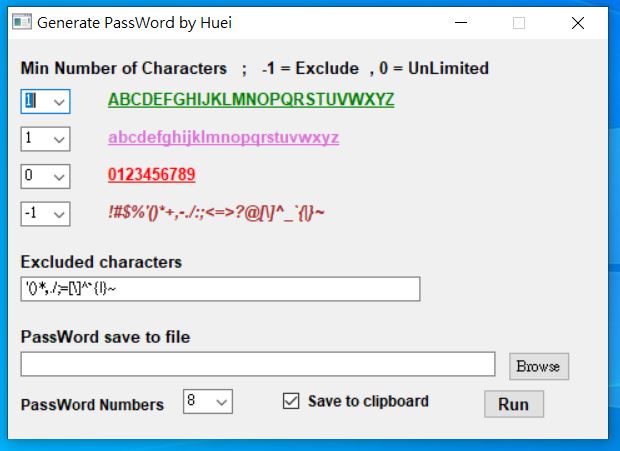 Generate PassWord by Huei
Min Number of Characters ; -1 = Exclude , 0 = UnLimited
1 ABCDEFGHIJKLMNOPQRSTUVWXYZ
1 abcdefghijklmnopqrstuvwxyz
0 0123456789
-1 !#$%'()*+,-./:;<=>?@[\]^_`{|}~
Excluded characters
'()*,./;=[\]^`{|}~
PassWord save to file
Browse
PassWord Numbers 8 Save to clipboard Run